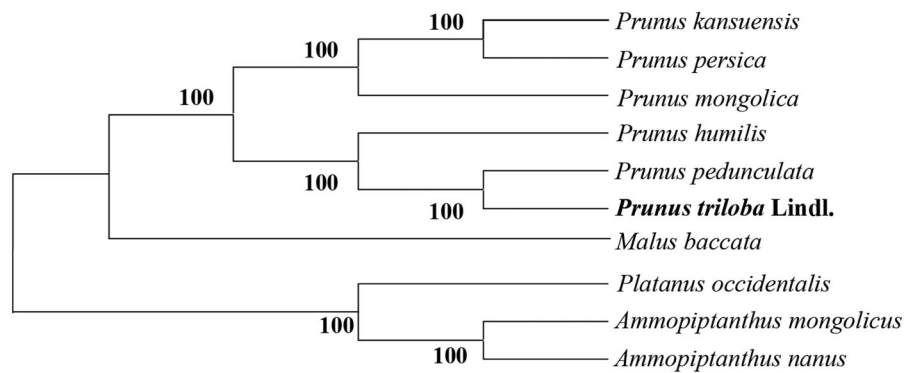 100 Prunus kansuensis
100
Prunus persica
100
Prunus mongolica
Prunus humilis
100 Prunus pedunculata
100 Prunus triloba Lindl.
Malus baccata
Platanus occidentalis
100 Ammopiptanthus mongolicus
100 Ammopiptanthus nanus